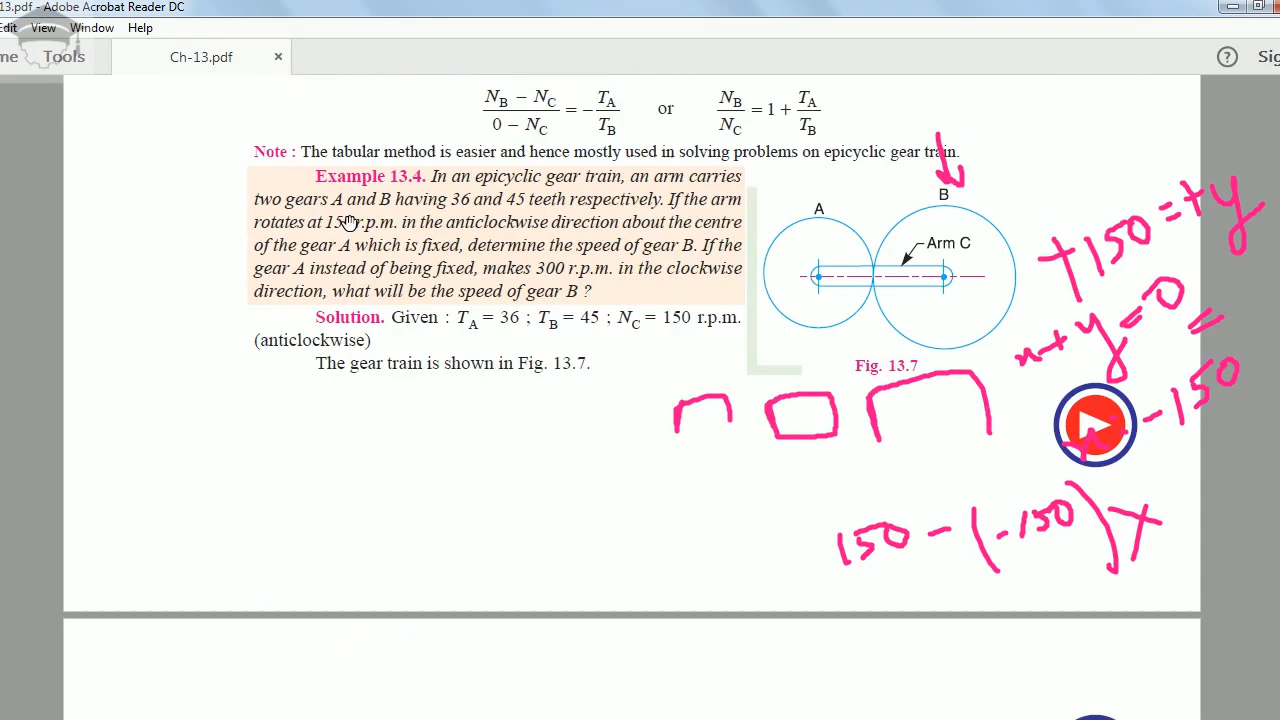 13.pdf - Adobe Acrobat Reader DC
Edit View Window Help
Tools
Ch-13.pdf ×
?
N_B − N_C / 0 − N_C = − T_A / T_B or N_B / N_C = 1 + T_A / T_B
Note : The tabular method is easier and hence mostly used in solving problems on epicyclic gear train.
Example 13.4. In an epicyclic gear train, an arm carries
two gears A and B having 36 and 45 teeth respectively. If the arm
rotates at 150 r.p.m. in the anticlockwise direction about the centre
of the gear A which is fixed, determine the speed of gear B. If the
gear A instead of being fixed, makes 300 r.p.m. in the clockwise
direction, what will be the speed of gear B ?
Solution. Given : T_A = 36 ; T_B = 45 ; N_C = 150 r.p.m.
(anticlockwise)
The gear train is shown in Fig. 13.7.
A
B
Arm C
Fig. 13.7
+150 = +y
x + y = 0
x = -150
150 - (-150) x